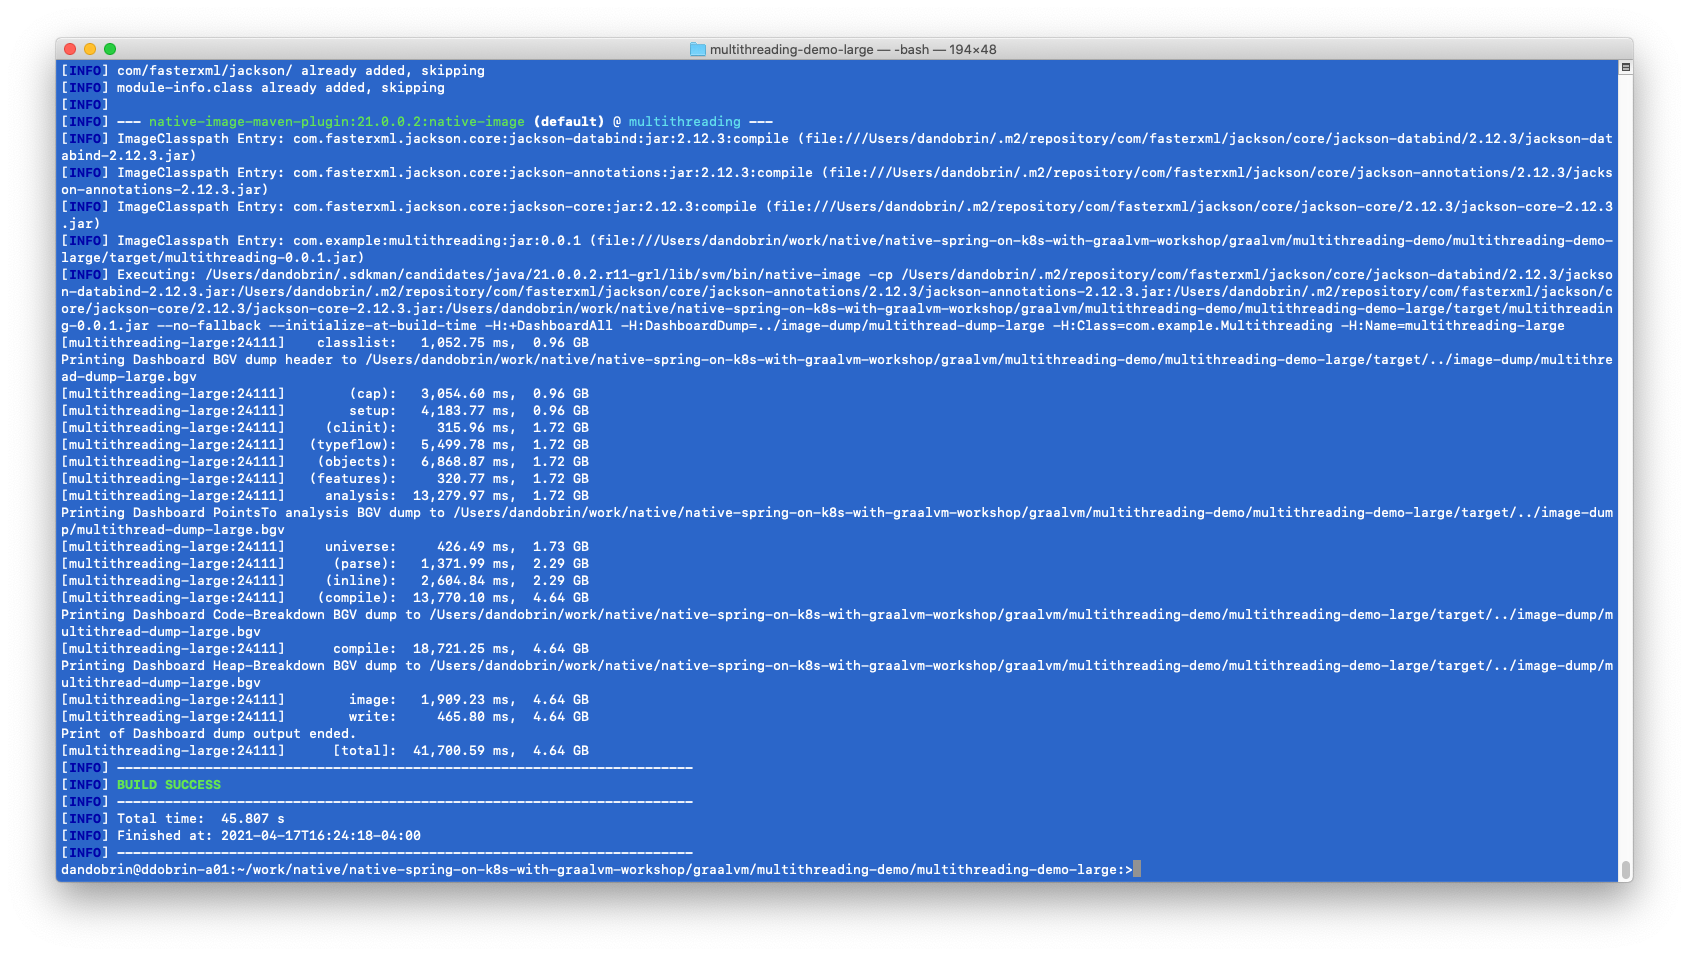 multithreading-demo-large — -bash — 194×48
[INFO] com/fasterxml/jackson/ already added, skipping
[INFO] module-info.class already added, skipping
[INFO]
[INFO] --- native-image-maven-plugin:21.0.0.2:native-image (default) @ multithreading ---
[INFO] ImageClasspath Entry: com.fasterxml.jackson.core:jackson-databind:jar:2.12.3:compile (file:///Users/dandobrin/.m2/repository/com/fasterxml/jackson/core/jackson-databind/2.12.3/jackson-dat
abind-2.12.3.jar)
[INFO] ImageClasspath Entry: com.fasterxml.jackson.core:jackson-annotations:jar:2.12.3:compile (file:///Users/dandobrin/.m2/repository/com/fasterxml/jackson/core/jackson-annotations/2.12.3/jacks
on-annotations-2.12.3.jar)
[INFO] ImageClasspath Entry: com.fasterxml.jackson.core:jackson-core:jar:2.12.3:compile (file:///Users/dandobrin/.m2/repository/com/fasterxml/jackson/core/jackson-core/2.12.3/jackson-core-2.12.3
.jar)
[INFO] ImageClasspath Entry: com.example:multithreading:jar:0.0.1 (file:///Users/dandobrin/work/native/native-spring-on-k8s-with-graalvm-workshop/graalvm/multithreading-demo/multithreading-demo-
large/target/multithreading-0.0.1.jar)
[INFO] Executing: /Users/dandobrin/.sdkman/candidates/java/21.0.0.2.r11-grl/lib/svm/bin/native-image -cp /Users/dandobrin/.m2/repository/com/fasterxml/jackson/core/jackson-databind/2.12.3/jackso
n-databind-2.12.3.jar:/Users/dandobrin/.m2/repository/com/fasterxml/jackson/core/jackson-annotations/2.12.3/jackson-annotations-2.12.3.jar:/Users/dandobrin/.m2/repository/com/fasterxml/jackson/c
ore/jackson-core/2.12.3/jackson-core-2.12.3.jar:/Users/dandobrin/work/native/native-spring-on-k8s-with-graalvm-workshop/graalvm/multithreading-demo/multithreading-demo-large/target/multithreadin
g-0.0.1.jar --no-fallback --initialize-at-build-time -H:+DashboardAll -H:DashboardDump=../image-dump/multithread-dump-large -H:Class=com.example.Multithreading -H:Name=multithreading-large
[multithreading-large:24111]    classlist:   1,052.75 ms,  0.96 GB
Printing Dashboard BGV dump header to /Users/dandobrin/work/native/native-spring-on-k8s-with-graalvm-workshop/graalvm/multithreading-demo/multithreading-demo-large/target/../image-dump/multithre
ad-dump-large.bgv
[multithreading-large:24111]        (cap):   3,054.60 ms,  0.96 GB
[multithreading-large:24111]        setup:   4,183.77 ms,  0.96 GB
[multithreading-large:24111]     (clinit):     315.96 ms,  1.72 GB
[multithreading-large:24111]   (typeflow):   5,499.78 ms,  1.72 GB
[multithreading-large:24111]    (objects):   6,868.87 ms,  1.72 GB
[multithreading-large:24111]   (features):     320.77 ms,  1.72 GB
[multithreading-large:24111]     analysis:  13,279.97 ms,  1.72 GB
Printing Dashboard PointsTo analysis BGV dump to /Users/dandobrin/work/native/native-spring-on-k8s-with-graalvm-workshop/graalvm/multithreading-demo/multithreading-demo-large/target/../image-dum
p/multithread-dump-large.bgv
[multithreading-large:24111]     universe:     426.49 ms,  1.73 GB
[multithreading-large:24111]      (parse):   1,371.99 ms,  2.29 GB
[multithreading-large:24111]     (inline):   2,604.84 ms,  2.29 GB
[multithreading-large:24111]    (compile):  13,770.10 ms,  4.64 GB
Printing Dashboard Code-Breakdown BGV dump to /Users/dandobrin/work/native/native-spring-on-k8s-with-graalvm-workshop/graalvm/multithreading-demo/multithreading-demo-large/target/../image-dump/m
ultithread-dump-large.bgv
[multithreading-large:24111]      compile:  18,721.25 ms,  4.64 GB
Printing Dashboard Heap-Breakdown BGV dump to /Users/dandobrin/work/native/native-spring-on-k8s-with-graalvm-workshop/graalvm/multithreading-demo/multithreading-demo-large/target/../image-dump/m
ultithread-dump-large.bgv
[multithreading-large:24111]        image:   1,909.23 ms,  4.64 GB
[multithreading-large:24111]        write:     465.80 ms,  4.64 GB
Print of Dashboard dump output ended.
[multithreading-large:24111]      [total]:  41,700.59 ms,  4.64 GB
[INFO] ------------------------------------------------------------------------
[INFO] BUILD SUCCESS
[INFO] ------------------------------------------------------------------------
[INFO] Total time:  45.807 s
[INFO] Finished at: 2021-04-17T16:24:18-04:00
[INFO] ------------------------------------------------------------------------
dandobrin@ddobrin-a01:~/work/native/native-spring-on-k8s-with-graalvm-workshop/graalvm/multithreading-demo/multithreading-demo-large:>